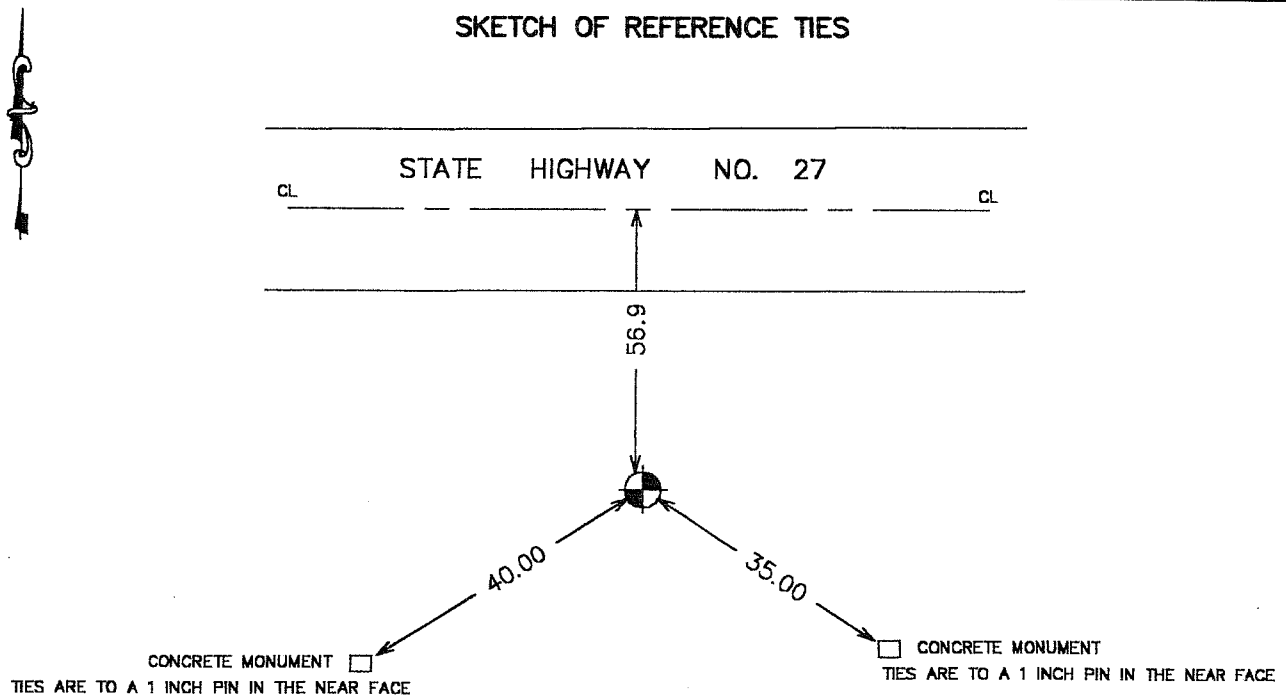 SKETCH OF REFERENCE TIES
STATE HIGHWAY NO. 27
CL
CL
56.9
40.00
35.00
CONCRETE MONUMENT
TIES ARE TO A 1 INCH PIN IN THE NEAR FACE
CONCRETE MONUMENT
TIES ARE TO A 1 INCH PIN IN THE NEAR FACE